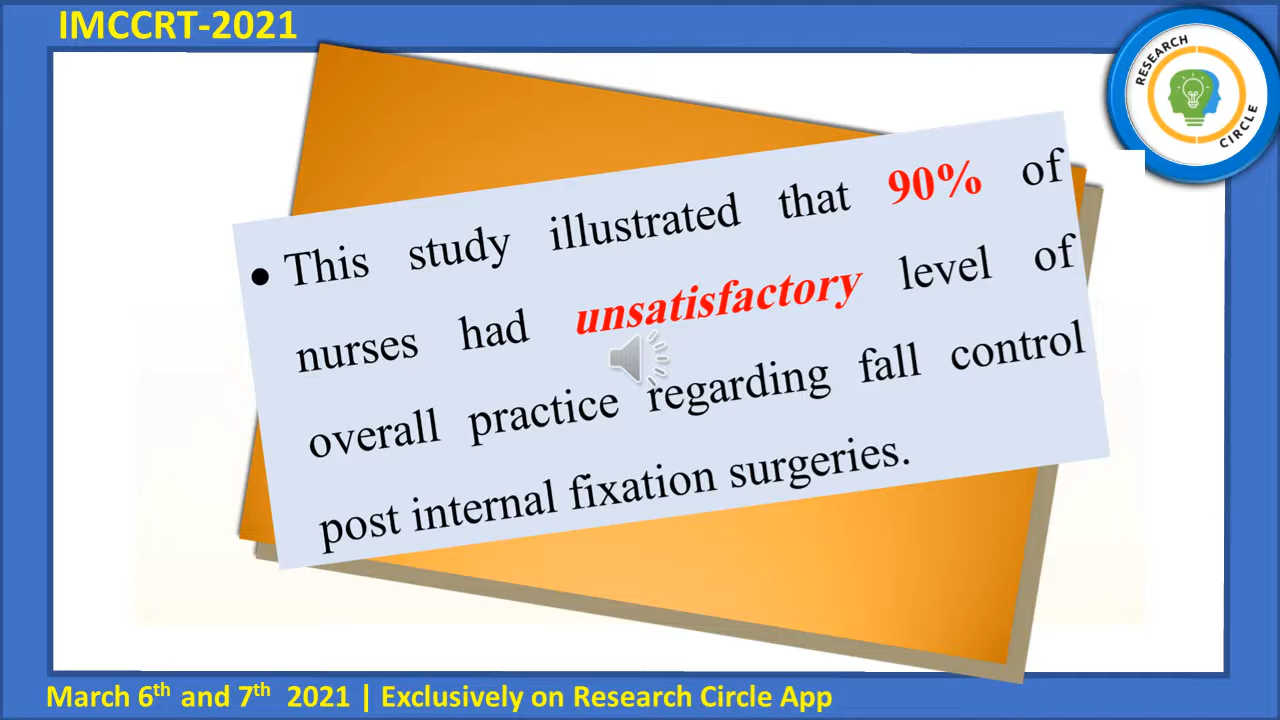 IMCCRT-2021
RESEARCH
CIRCLE
• This study illustrated that 90% of
nurses had unsatisfactory level of
overall practice regarding fall control
post internal fixation surgeries.
March 6th and 7th 2021 | Exclusively on Research Circle App